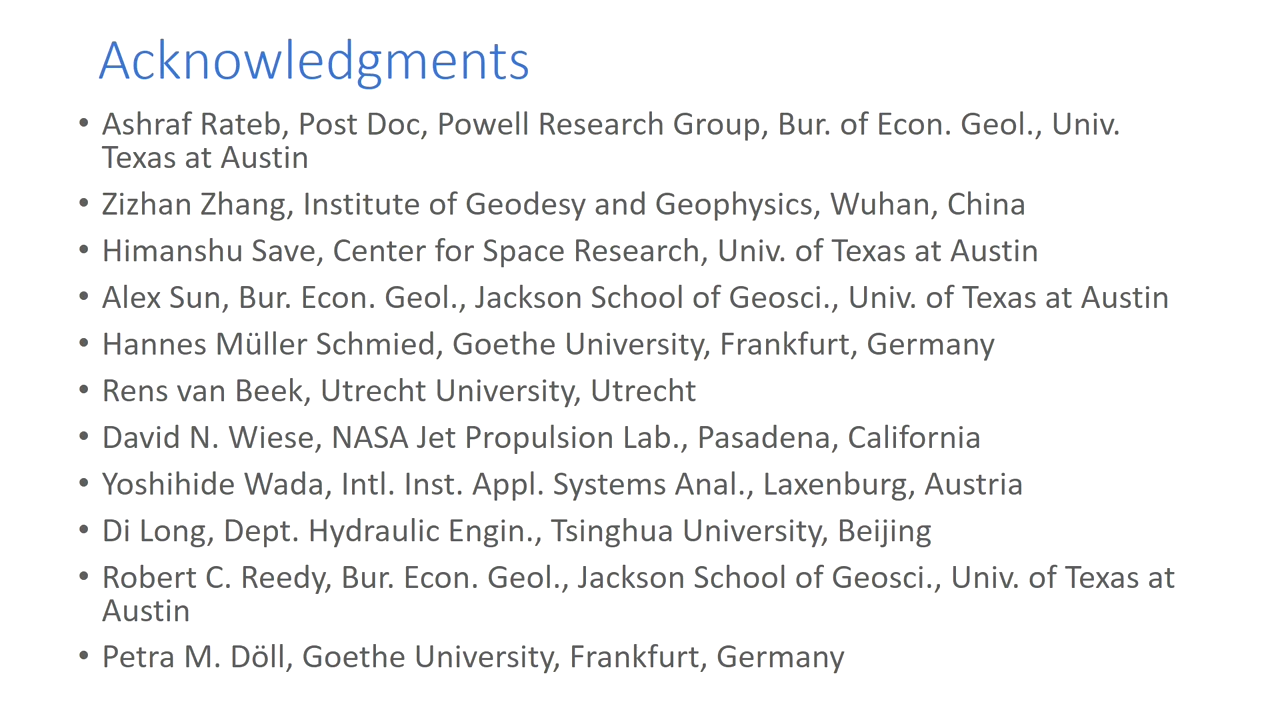 Acknowledgments
• Ashraf Rateb, Post Doc, Powell Research Group, Bur. of Econ. Geol., Univ.
Texas at Austin
• Zizhan Zhang, Institute of Geodesy and Geophysics, Wuhan, China
• Himanshu Save, Center for Space Research, Univ. of Texas at Austin
• Alex Sun, Bur. Econ. Geol., Jackson School of Geosci., Univ. of Texas at Austin
• Hannes Müller Schmied, Goethe University, Frankfurt, Germany
• Rens van Beek, Utrecht University, Utrecht
• David N. Wiese, NASA Jet Propulsion Lab., Pasadena, California
• Yoshihide Wada, Intl. Inst. Appl. Systems Anal., Laxenburg, Austria
• Di Long, Dept. Hydraulic Engin., Tsinghua University, Beijing
• Robert C. Reedy, Bur. Econ. Geol., Jackson School of Geosci., Univ. of Texas at
Austin
• Petra M. Döll, Goethe University, Frankfurt, Germany